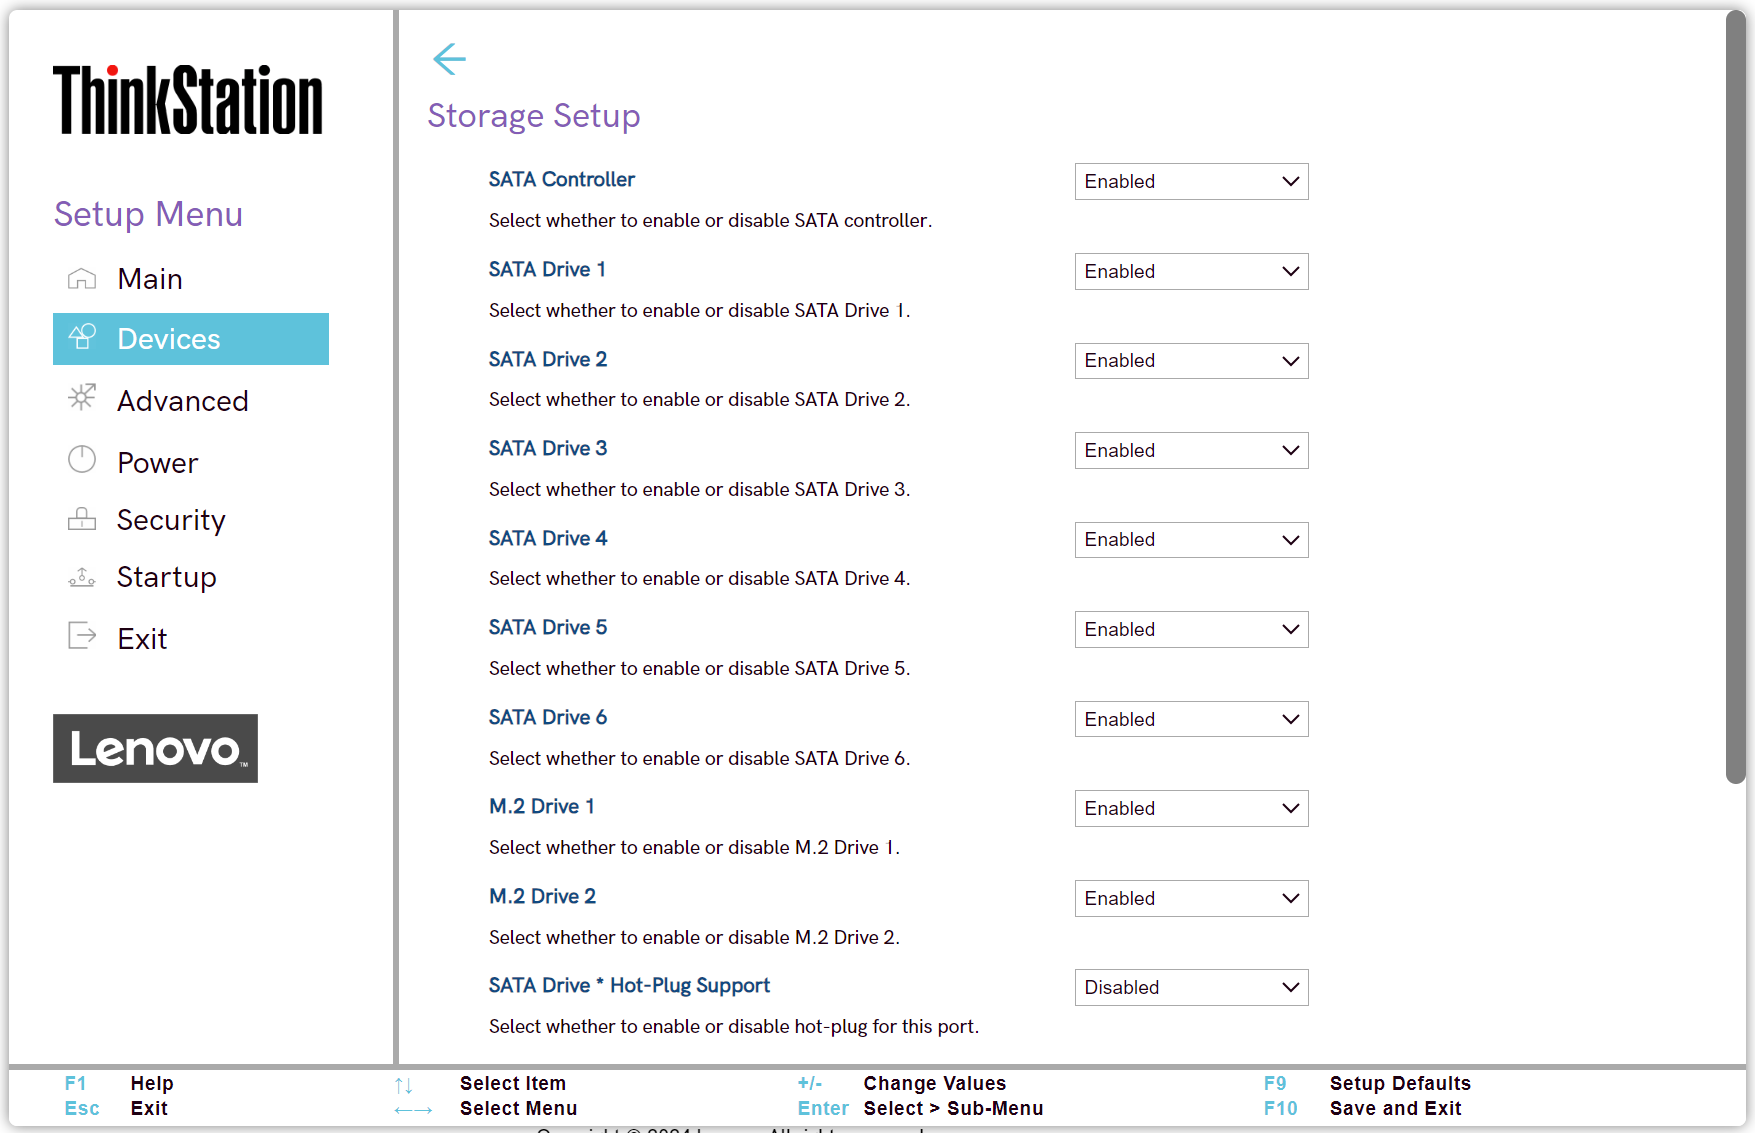 ThinkStation
Setup Menu
Main
Devices
Advanced
Power
Security
Startup
Exit
Lenovo™
Storage Setup
SATA Controller Enabled
Select whether to enable or disable SATA controller.
SATA Drive 1 Enabled
Select whether to enable or disable SATA Drive 1.
SATA Drive 2 Enabled
Select whether to enable or disable SATA Drive 2.
SATA Drive 3 Enabled
Select whether to enable or disable SATA Drive 3.
SATA Drive 4 Enabled
Select whether to enable or disable SATA Drive 4.
SATA Drive 5 Enabled
Select whether to enable or disable SATA Drive 5.
SATA Drive 6 Enabled
Select whether to enable or disable SATA Drive 6.
M.2 Drive 1 Enabled
Select whether to enable or disable M.2 Drive 1.
M.2 Drive 2 Enabled
Select whether to enable or disable M.2 Drive 2.
SATA Drive * Hot-Plug Support Disabled
Select whether to enable or disable hot-plug for this port.
F1 Help ↑↓ Select Item +/- Change Values F9 Setup Defaults
Esc Exit ←→ Select Menu Enter Select > Sub-Menu F10 Save and Exit